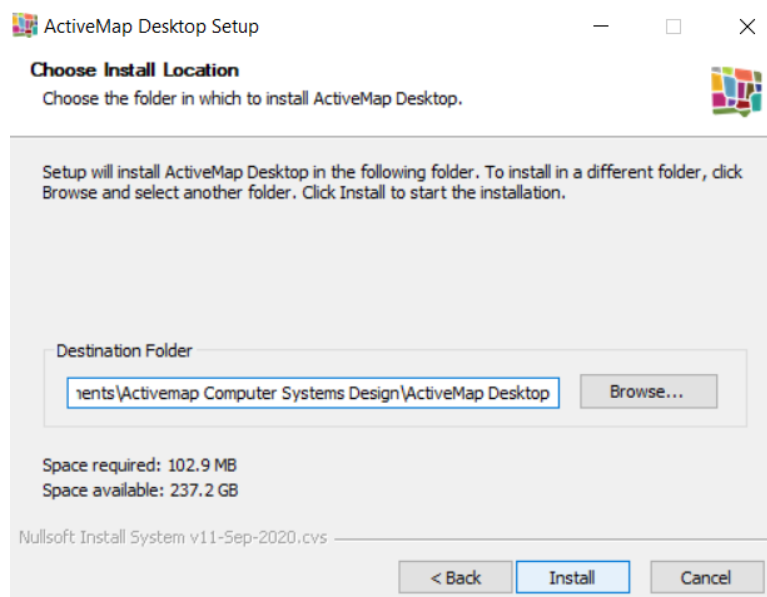 ActiveMap Desktop Setup
Choose Install Location
Choose the folder in which to install ActiveMap Desktop.
Setup will install ActiveMap Desktop in the following folder. To install in a different folder, click
Browse and select another folder. Click Install to start the installation.
Destination Folder
ents\Activemap Computer Systems Design\ActiveMap Desktop
Browse...
Space required: 102.9 MB
Space available: 237.2 GB
Nullsoft Install System v11-Sep-2020.cvs
< Back
Install
Cancel